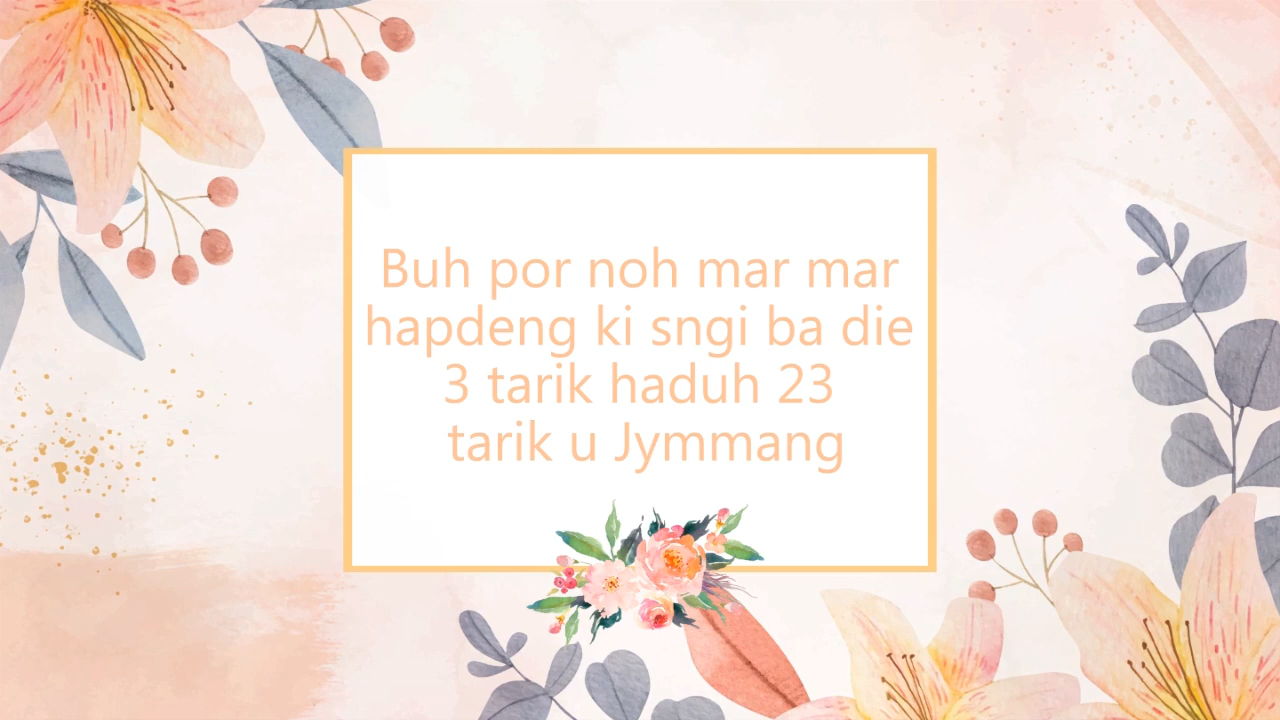 Buh por noh mar mar
hapdeng ki sngi ba die
3 tarik haduh 23
tarik u Jymmang